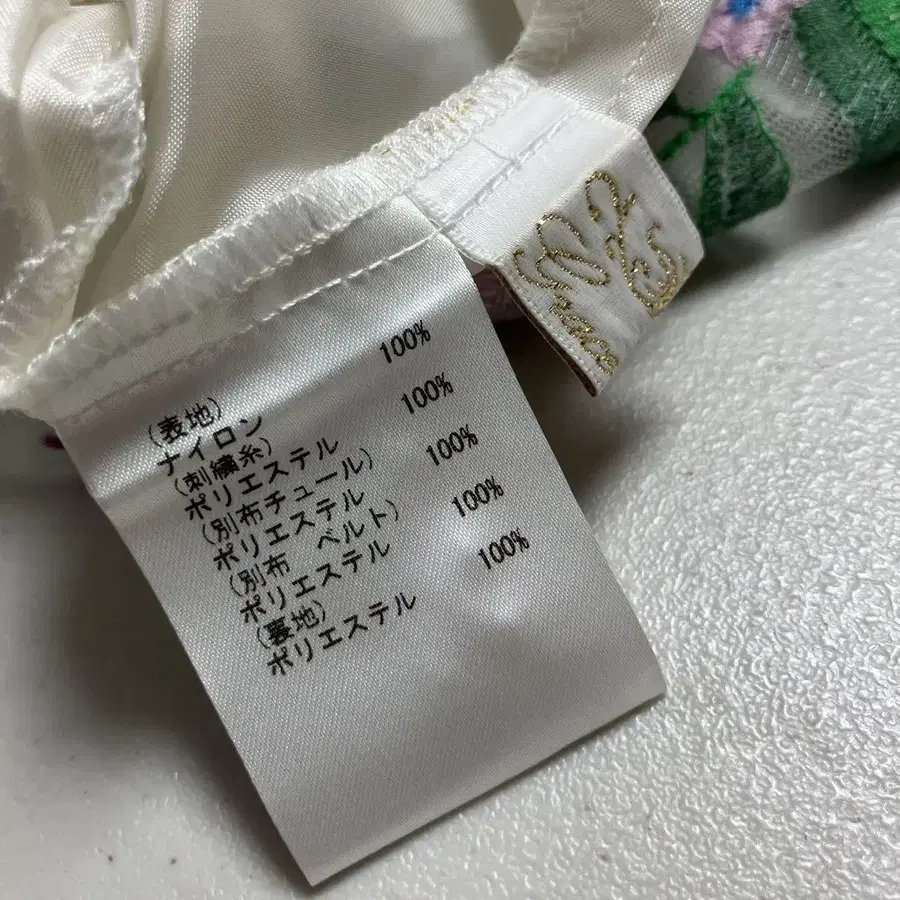 (表地)
ナイロン 100%
(刺繍糸)
ポリエステル 100%
(別布チュール)
ポリエステル 100%
(別布 ベルト)
ポリエステル 100%
(裏地)
ポリエステル 100%